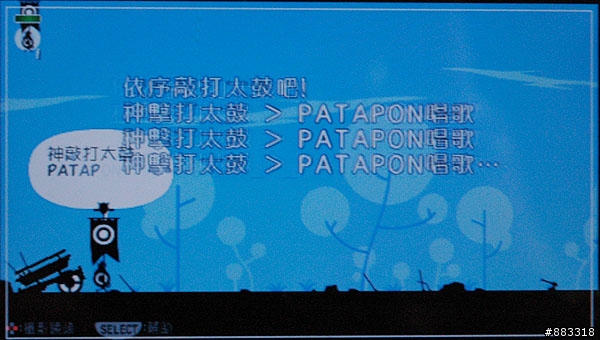 依序敲打太鼓吧!
神擊打太鼓 > PATAPON唱歌
神擊打太鼓 > PATAPON唱歌
神擊打太鼓 > PATAPON唱歌…
神敲打太鼓
PATAP
SELECT
#883318